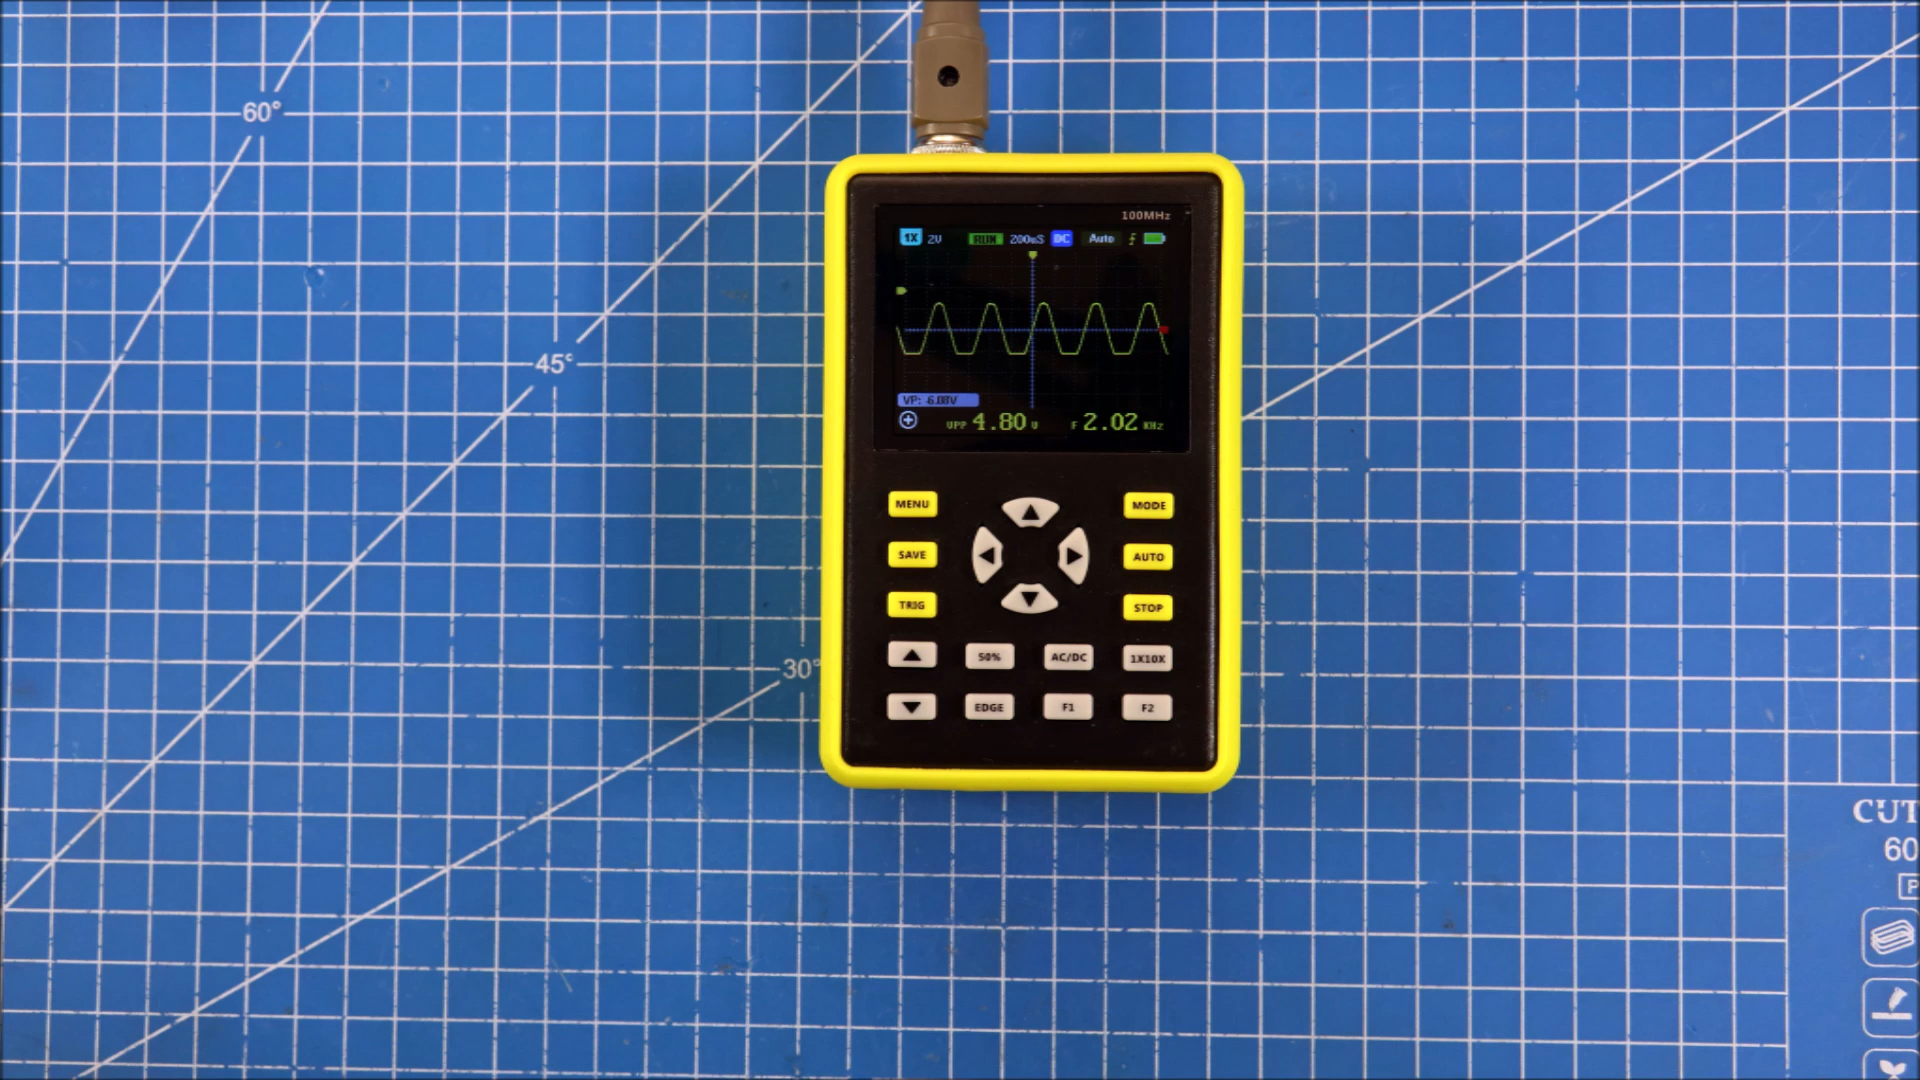 60°
100MHz
1X 2V RUN 200uS DC Auto
45°
VP: -6.08V
VPP 4.80 V F 2.02 KHz
MENU MODE
SAVE AUTO
TRIG STOP
30°
50% AC/DC 1X10X
EDGE F1 F2
CUT
60
P